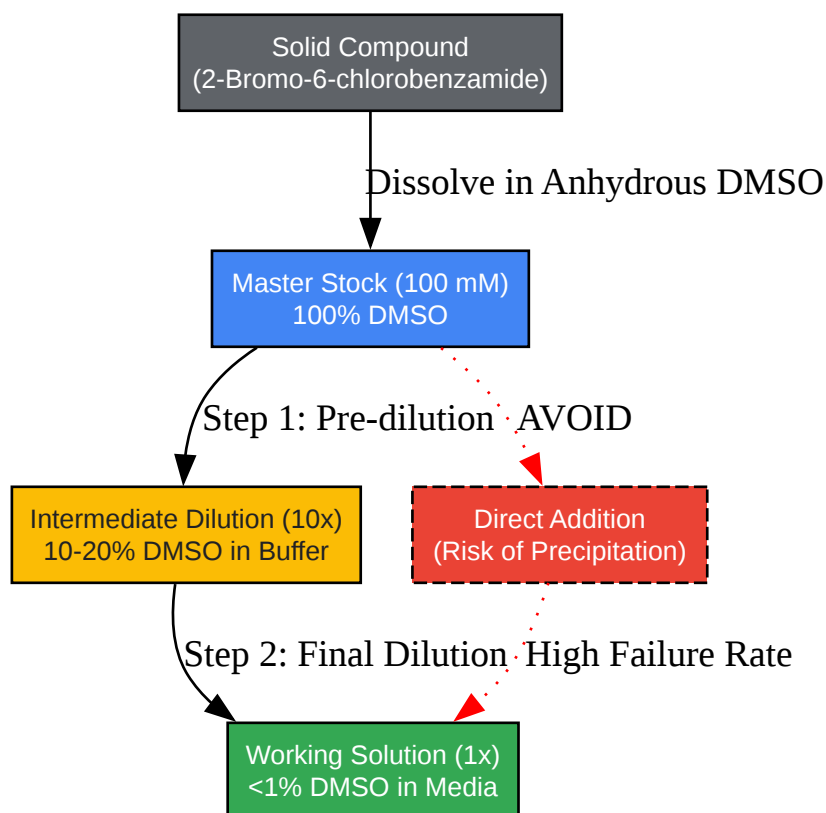 Solid Compound
(2-Bromo-6-chlorobenzamide)
Dissolve in Anhydrous DMSO
Master Stock (100 mM)
100% DMSO
Step 1: Pre-dilution
AVOID
Intermediate Dilution (10x)
10-20% DMSO in Buffer
Direct Addition
(Risk of Precipitation)
Step 2: Final Dilution
High Failure Rate
Working Solution (1x)
<1% DMSO in Media